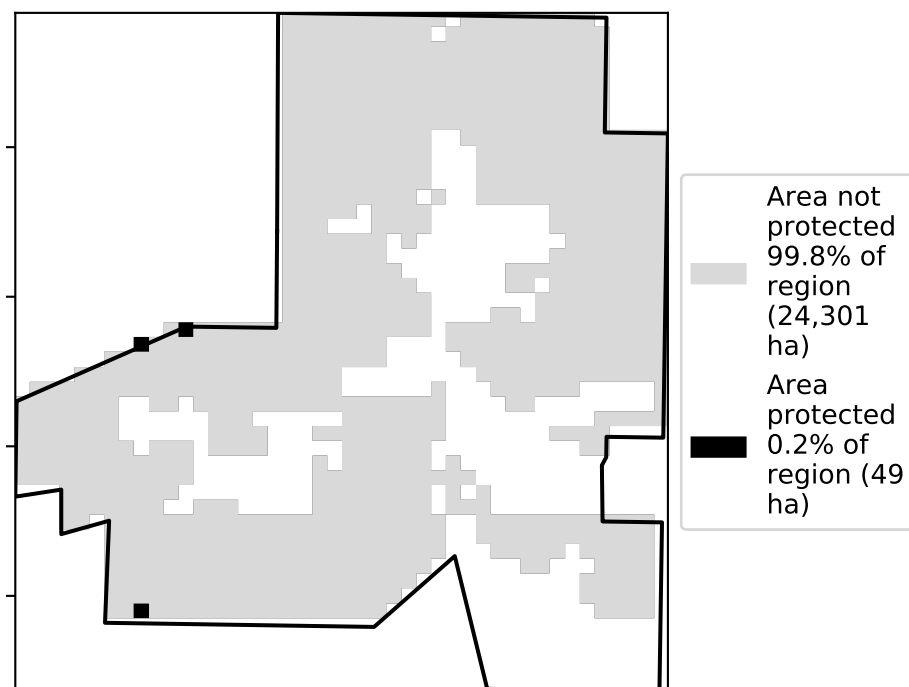 Area not
protected
99.8% of
region
(24,301
ha)
Area
protected
0.2% of
region (49
ha)